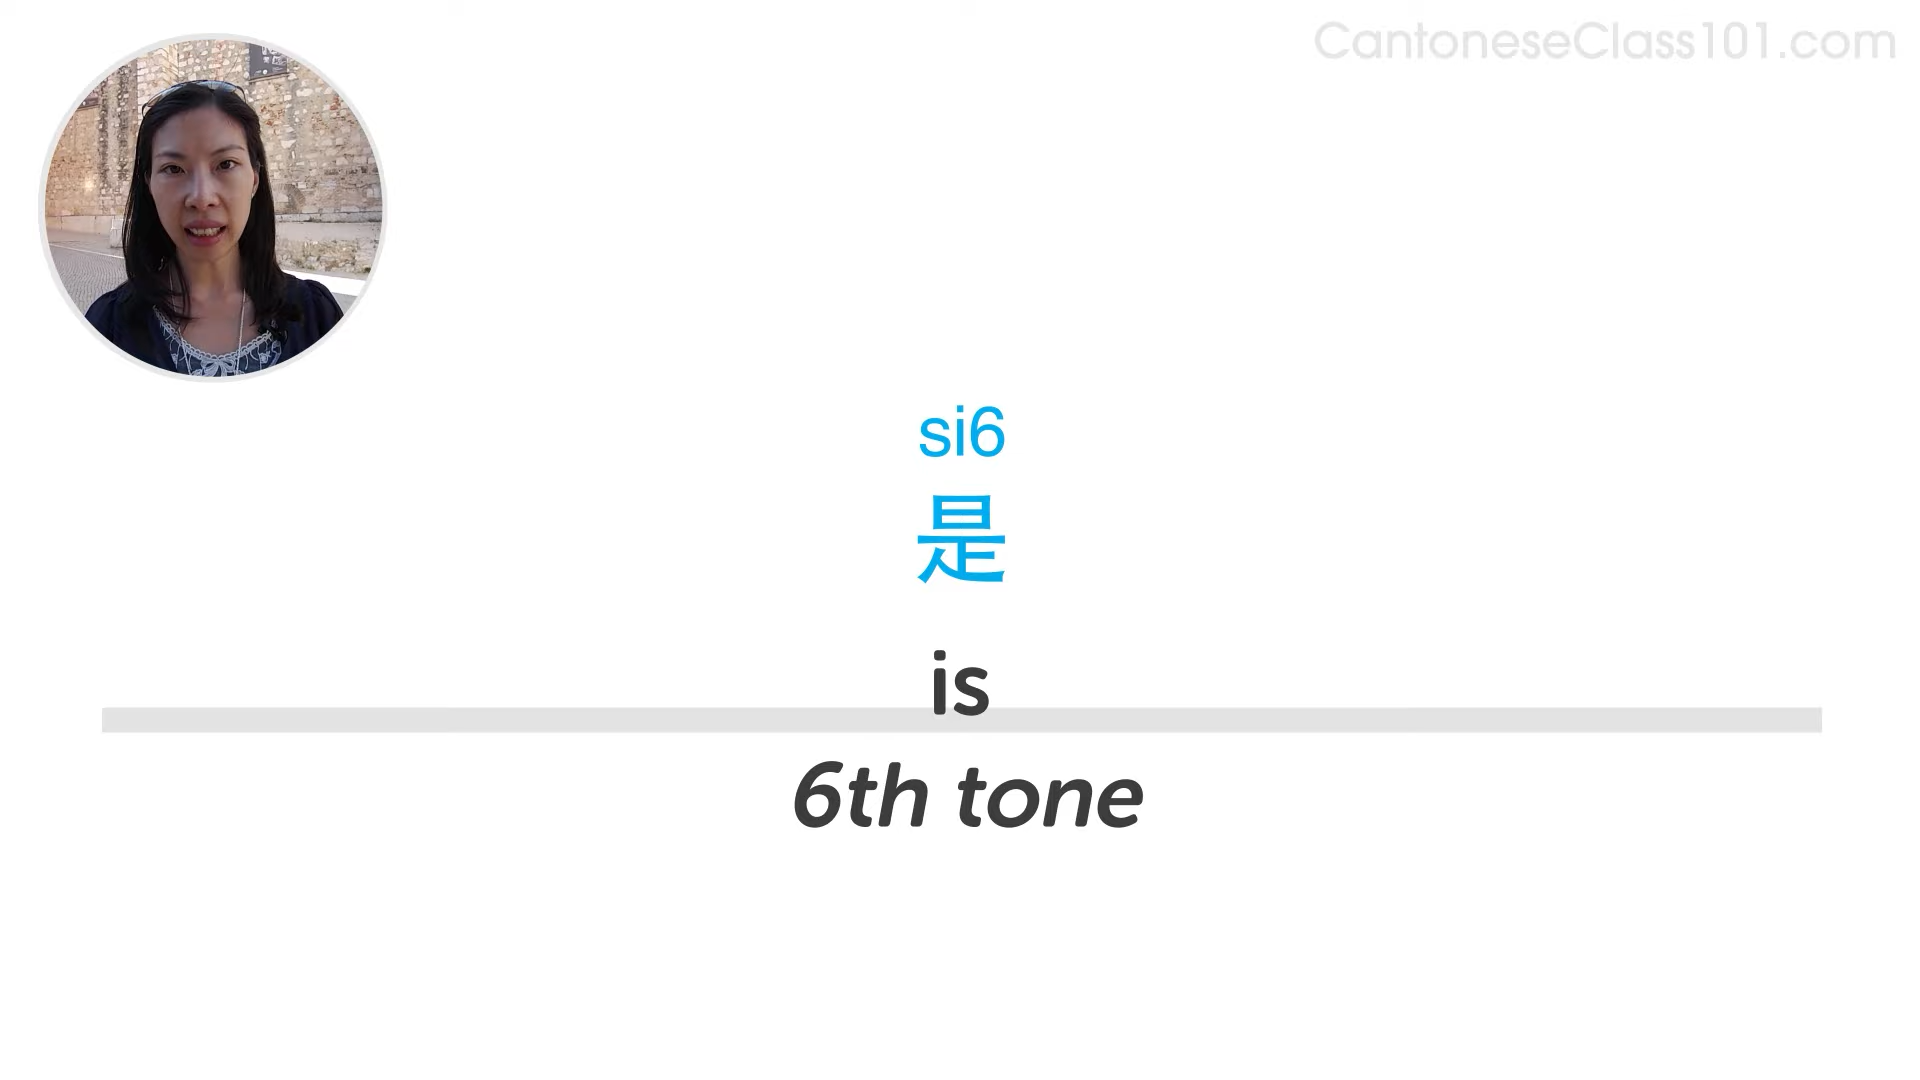 CantoneseClass101.com
si6
是
is
6th tone